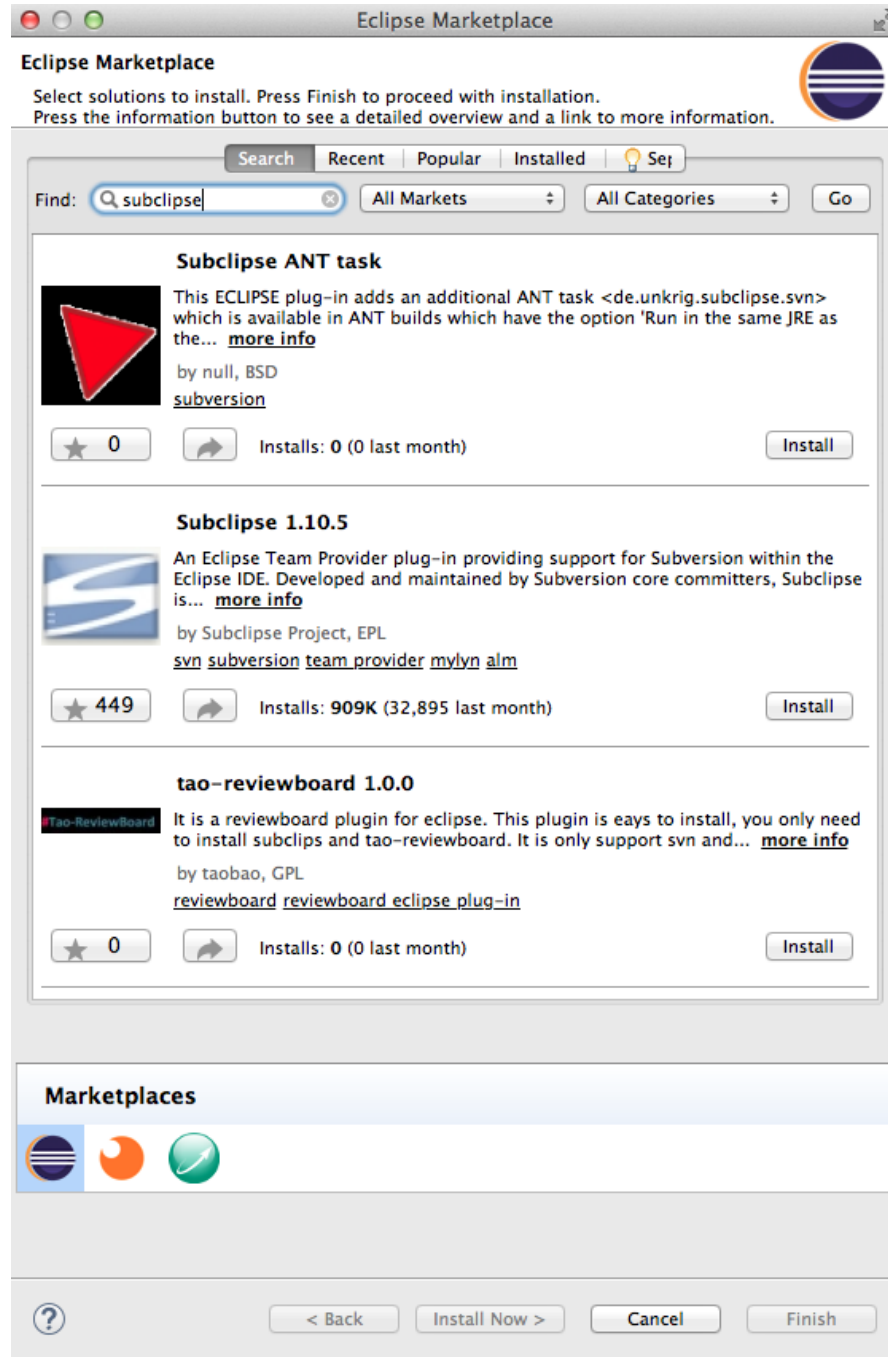 Eclipse Marketplace
Eclipse Marketplace
Select solutions to install. Press Finish to proceed with installation.
Press the information button to see a detailed overview and a link to more information.
Search Recent Popular Installed
Find: subclipse All Markets All Categories Go
Subclipse ANT task
This ECLIPSE plug-in adds an additional ANT task <de.unkrig.subclipse.svn>
which is available in ANT builds which have the option 'Run in the same JRE as
the... more info
by null, BSD
subversion
0 Installs: 0 (0 last month) Install
Subclipse 1.10.5
An Eclipse Team Provider plug-in providing support for Subversion within the
Eclipse IDE. Developed and maintained by Subversion core committers, Subclipse
is... more info
by Subclipse Project, EPL
svn subversion team provider mylyn alm
449 Installs: 909K (32,895 last month) Install
tao-reviewboard 1.0.0
#Tao-ReviewBoard It is a reviewboard plugin for eclipse. This plugin is eays to install, you only need
to install subclips and tao-reviewboard. It is only support svn and... more info
by taobao, GPL
reviewboard reviewboard eclipse plug-in
0 Installs: 0 (0 last month) Install
Marketplaces
? < Back Install Now > Cancel Finish